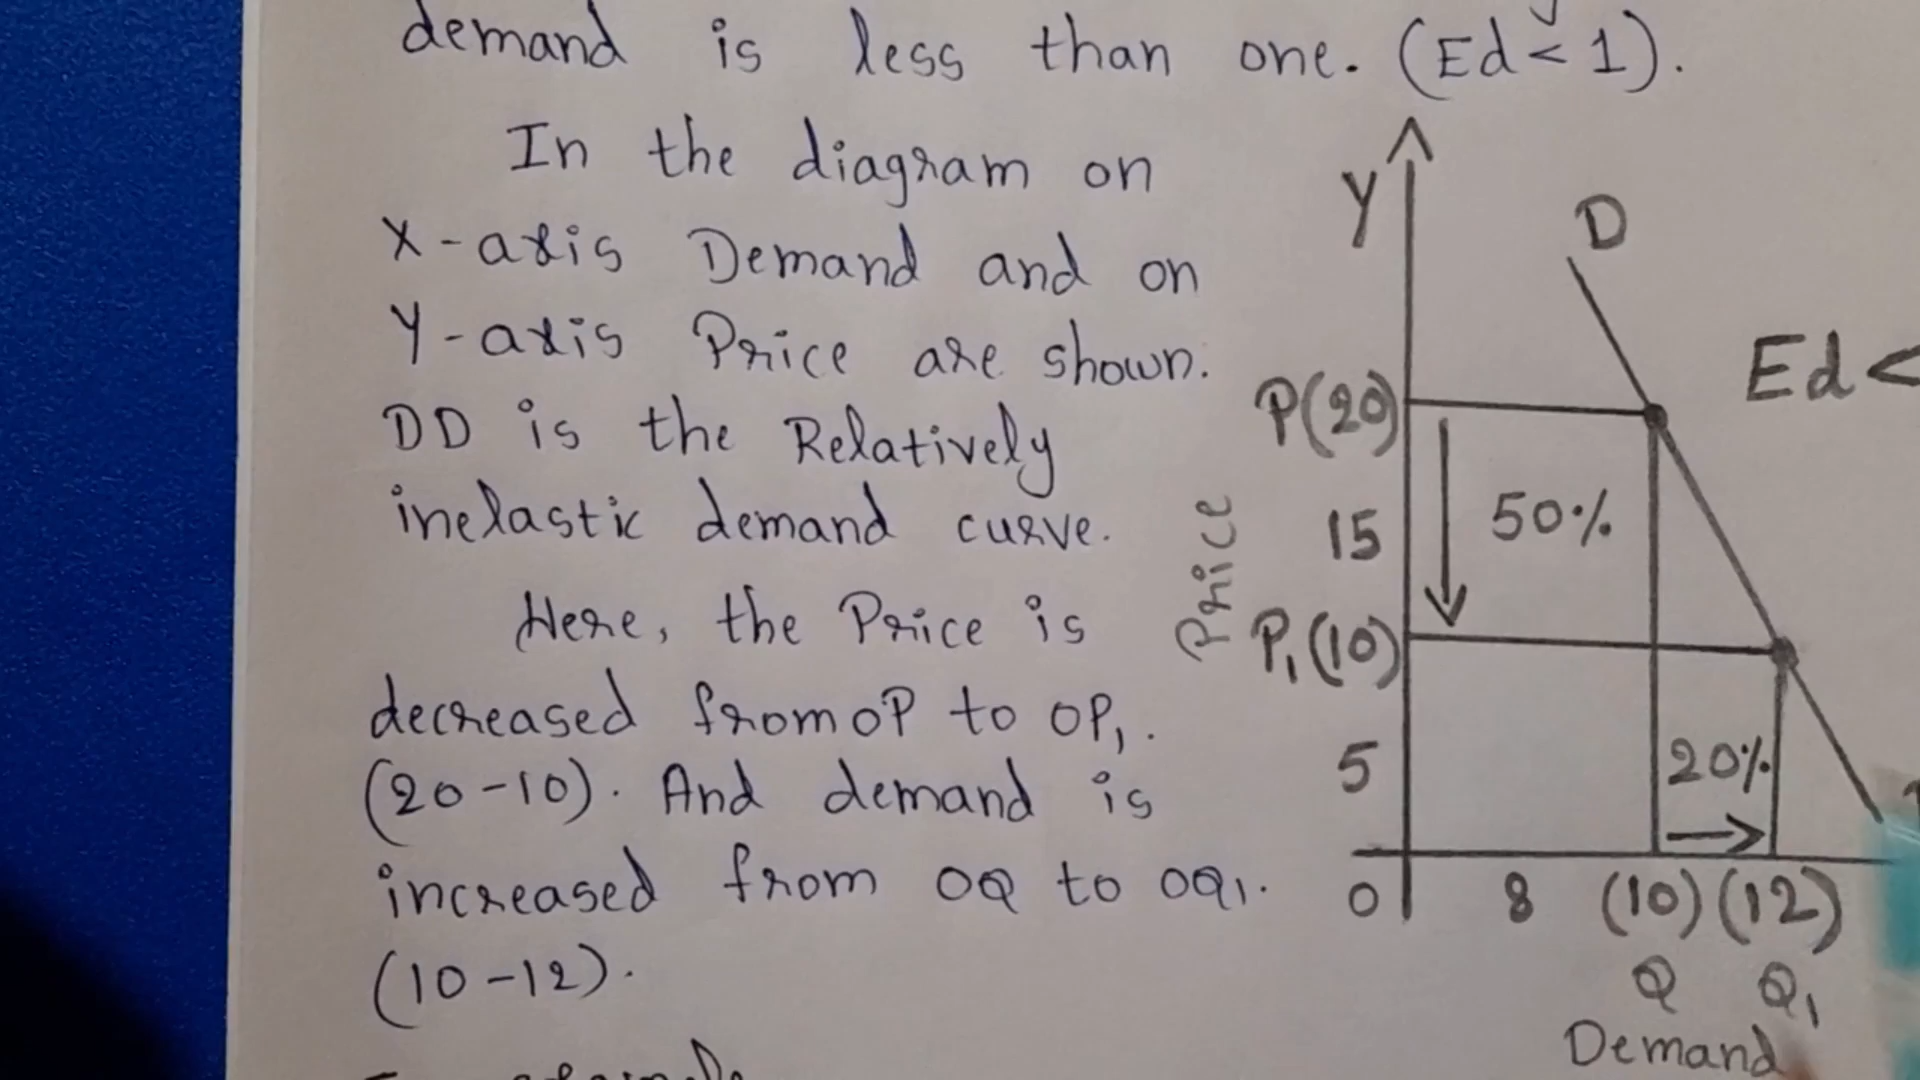 demand is less than one. (Ed < 1).
In the diagram on
X-axis Demand and on
Y-axis Price are shown.
DD is the Relatively
inelastic demand curve.
Here, the Price is
decreased from OP to OP1.
(20-10). And demand is
increased from OQ to OQ1.
(10-12).
Y
D
Ed <
P(20)
50%
15
Price
P1(10)
5
20%
0 8 (10) (12)
Q Q1
Demand